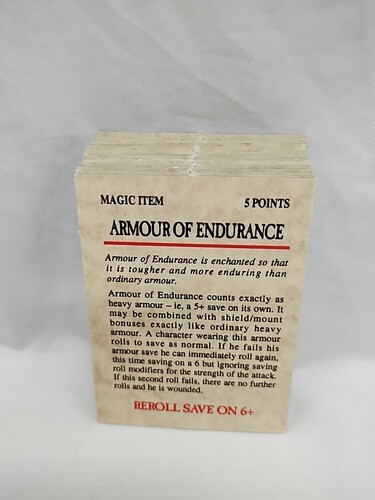 MAGIC ITEM 5 POINTS
ARMOUR OF ENDURANCE
Armour of Endurance is enchanted so that
it is tougher and more enduring than
ordinary armour.
Armour of Endurance counts exactly as
heavy armour – ie, a 5+ save on its own. It
may be combined with shield/mount
bonuses exactly like ordinary heavy
armour. A character wearing this armour
rolls to save as normal. If he fails his
armour save he can immediately roll again,
this time saving on a 6 but ignoring saving
roll modifiers for the strength of the attack.
If this second roll fails, there are no further
rolls and he is wounded.
REROLL SAVE ON 6+